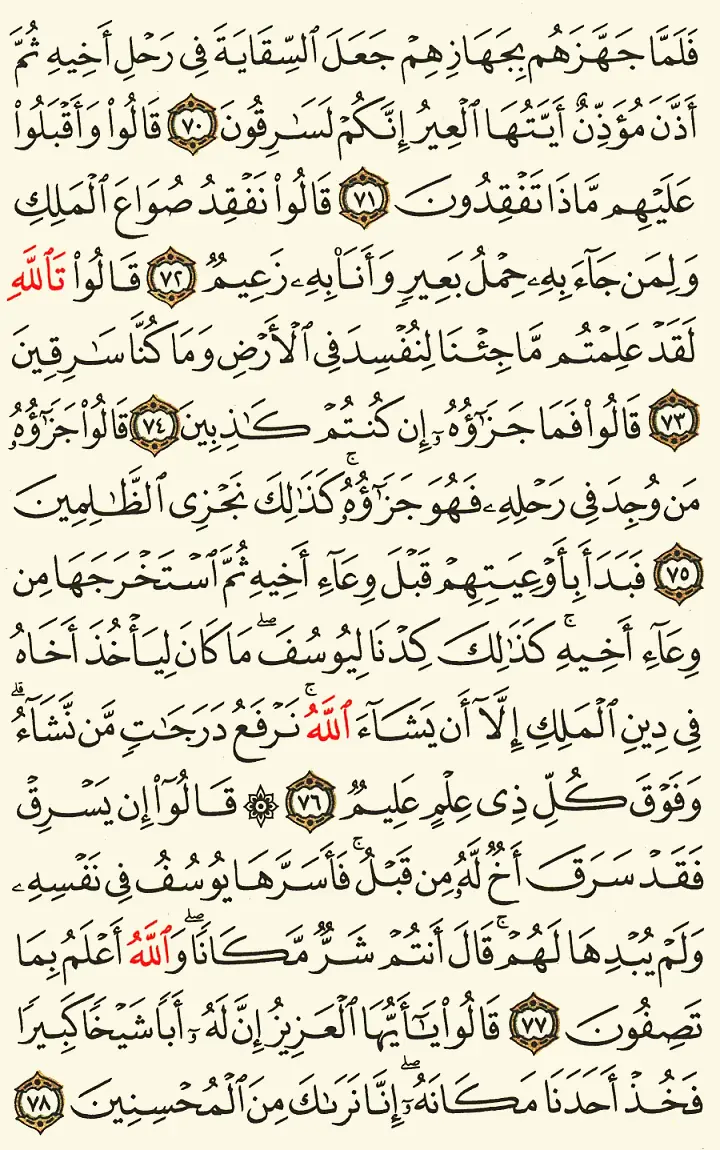 فَلَمَّا جَهَّزَهُم بِجَهَازِهِمْ جَعَلَ ٱلسِّقَايَةَ فِى رَحْلِ أَخِيهِ ثُمَّ
أَذَّنَ مُؤَذِّنٌ أَيَّتُهَا ٱلْعِيرُ إِنَّكُمْ لَسَـٰرِقُونَ ٧٠ قَالُوا۟ وَأَقْبَلُوا۟
عَلَيْهِم مَّاذَا تَفْقِدُونَ ٧١ قَالُوا۟ نَفْقِدُ صُوَاعَ ٱلْمَلِكِ
وَلِمَن جَآءَ بِهِۦ حِمْلُ بَعِيرٍ وَأَنَا۠ بِهِۦ زَعِيمٌ ٧٢ قَالُوا۟ تَٱللَّهِ
لَقَدْ عَلِمْتُم مَّا جِئْنَا لِنُفْسِدَ فِى ٱلْأَرْضِ وَمَا كُنَّا سَـٰرِقِينَ
٧٣ قَالُوا۟ فَمَا جَزَٰٓؤُهُۥٓ إِن كُنتُمْ كَـٰذِبِينَ ٧٤ قَالُوا۟ جَزَٰٓؤُهُۥ
مَن وُجِدَ فِى رَحْلِهِۦ فَهُوَ جَزَٰٓؤُهُۥ ۚ كَذَٰلِكَ نَجْزِى ٱلظَّـٰلِمِينَ
٧٥ فَبَدَأَ بِأَوْعِيَتِهِمْ قَبْلَ وِعَآءِ أَخِيهِ ثُمَّ ٱسْتَخْرَجَهَا مِن
وِعَآءِ أَخِيهِ ۚ كَذَٰلِكَ كِدْنَا لِيُوسُفَ ۖ مَا كَانَ لِيَأْخُذَ أَخَاهُ
فِى دِينِ ٱلْمَلِكِ إِلَّآ أَن يَشَآءَ ٱللَّهُ ۚ نَرْفَعُ دَرَجَـٰتٍ مَّن نَّشَآءُ ۗ
وَفَوْقَ كُلِّ ذِى عِلْمٍ عَلِيمٌ ٧٦ ۞ قَالُوٓا۟ إِن يَسْرِقْ
فَقَدْ سَرَقَ أَخٌ لَّهُۥ مِن قَبْلُ ۚ فَأَسَرَّهَا يُوسُفُ فِى نَفْسِهِۦ
وَلَمْ يُبْدِهَا لَهُمْ ۚ قَالَ أَنتُمْ شَرٌّ مَّكَانًا ۖ وَٱللَّهُ أَعْلَمُ بِمَا
تَصِفُونَ ٧٧ قَالُوا۟ يَـٰٓأَيُّهَا ٱلْعَزِيزُ إِنَّ لَهُۥٓ أَبًا شَيْخًا كَبِيرًا
فَخُذْ أَحَدَنَا مَكَانَهُۥٓ ۖ إِنَّا نَرَىٰكَ مِنَ ٱلْمُحْسِنِينَ ٧٨